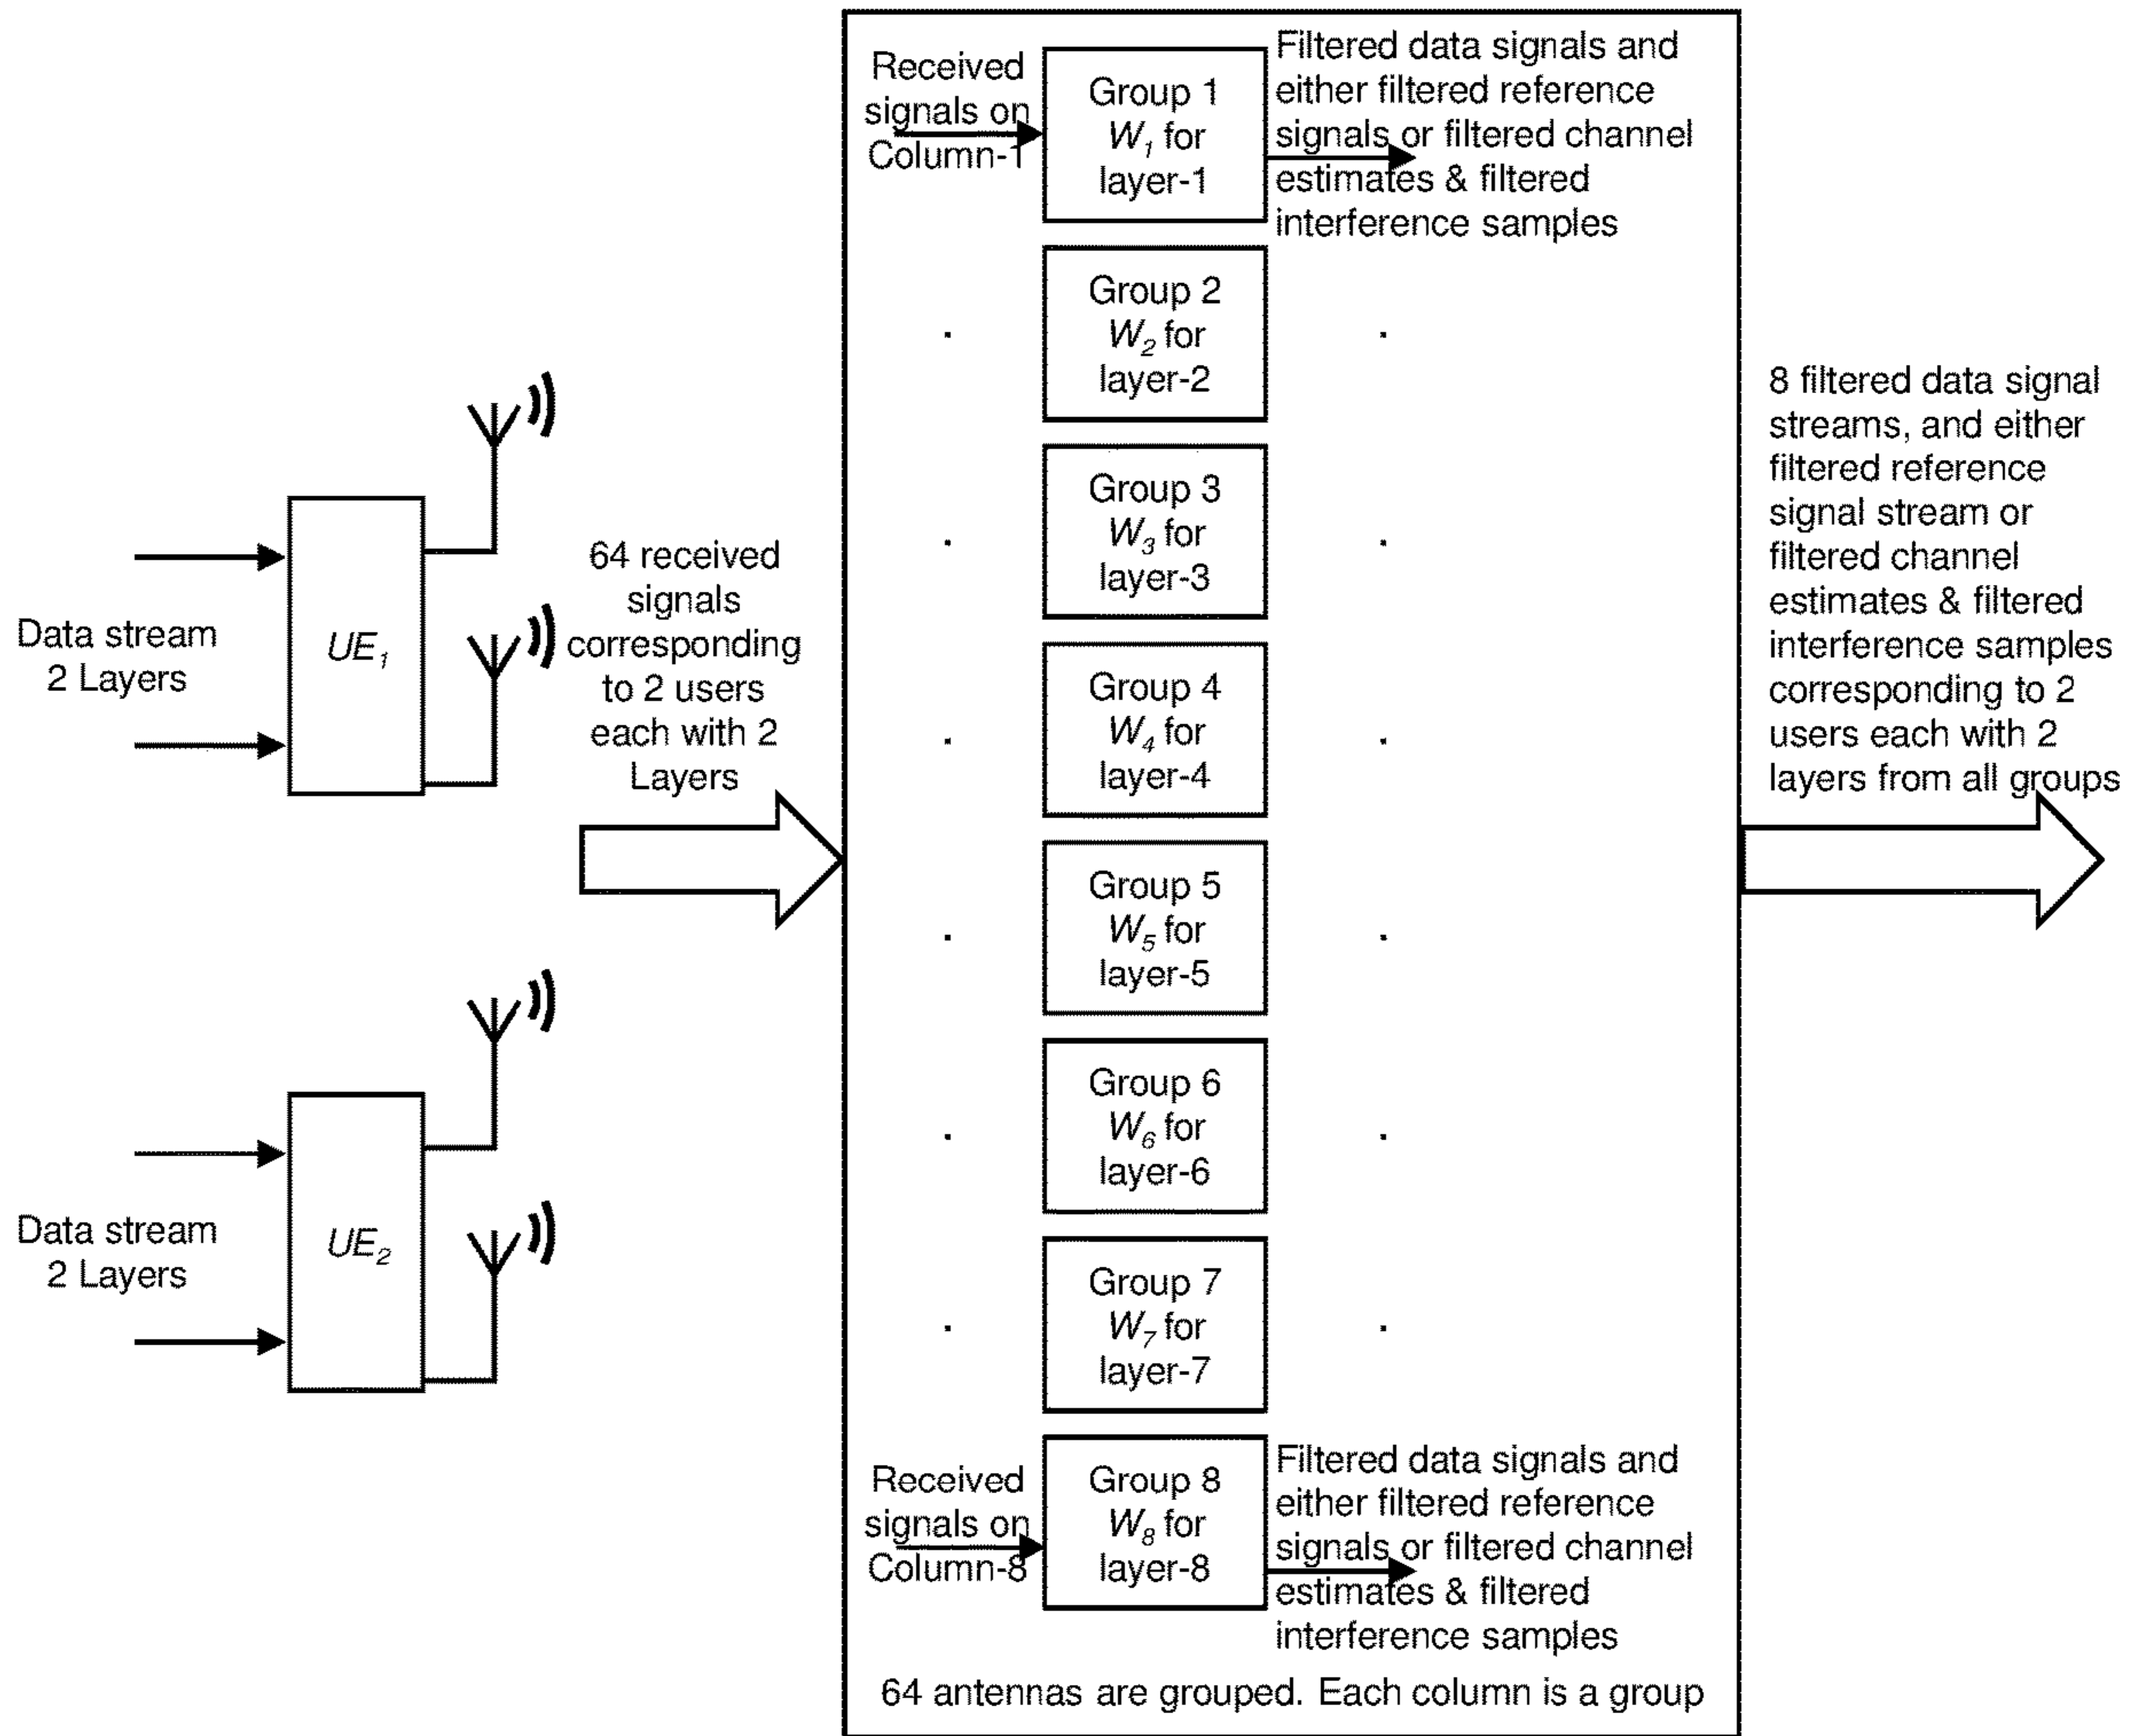 Data stream
2 Layers
UE1
Data stream
2 Layers
UE2
64 received
signals
corresponding
to 2 users
each with 2
Layers
Received
signals on
Column-1
Group 1
W1 for
layer-1
Filtered data signals and
either filtered reference
signals or filtered channel
estimates & filtered
interference samples
Group 2
W2 for
layer-2
Group 3
W3 for
layer-3
Group 4
W4 for
layer-4
Group 5
W5 for
layer-5
Group 6
W6 for
layer-6
Group 7
W7 for
layer-7
Received
signals on
Column-8
Group 8
W8 for
layer-8
Filtered data signals and
either filtered reference
signals or filtered channel
estimates & filtered
interference samples
64 antennas are grouped. Each column is a group
8 filtered data signal
streams, and either
filtered reference
signal stream or
filtered channel
estimates & filtered
interference samples
corresponding to 2
users each with 2
layers from all groups